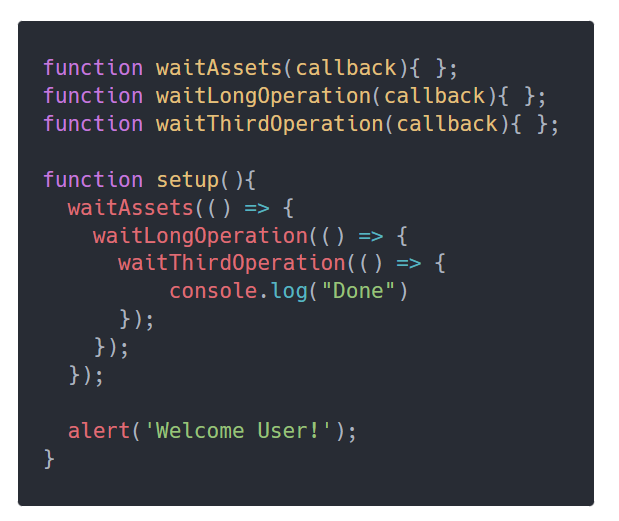 function waitAssets(callback){ };
function waitLongOperation(callback){ };
function waitThirdOperation(callback){ };

function setup(){
  waitAssets(() => {
    waitLongOperation(() => {
      waitThirdOperation(() => {
          console.log("Done")
      });
    });
  });

  alert('Welcome User!');
}